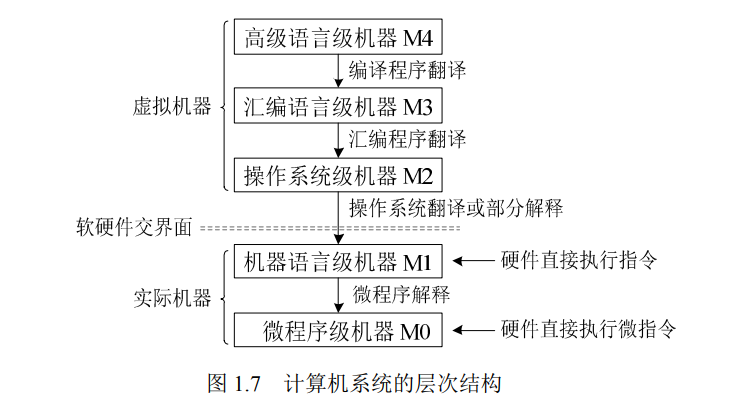 高级语言级机器 M4
编译程序翻译
虚拟机器
汇编语言级机器 M3
汇编程序翻译
操作系统级机器 M2
操作系统翻译或部分解释
软硬件交界面
机器语言级机器 M1
硬件直接执行指令
实际机器
微程序解释
微程序级机器 M0
硬件直接执行微指令
图 1.7 计算机系统的层次结构